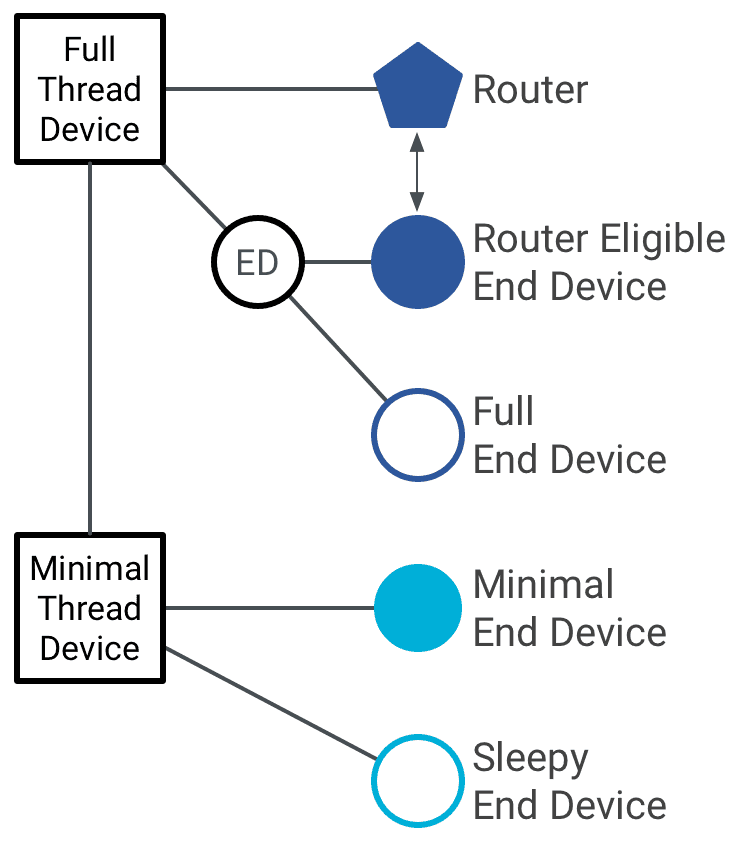 Full
Thread
Device
Router
ED
Router Eligible
End Device
Full
End Device
Minimal
Thread
Device
Minimal
End Device
Sleepy
End Device